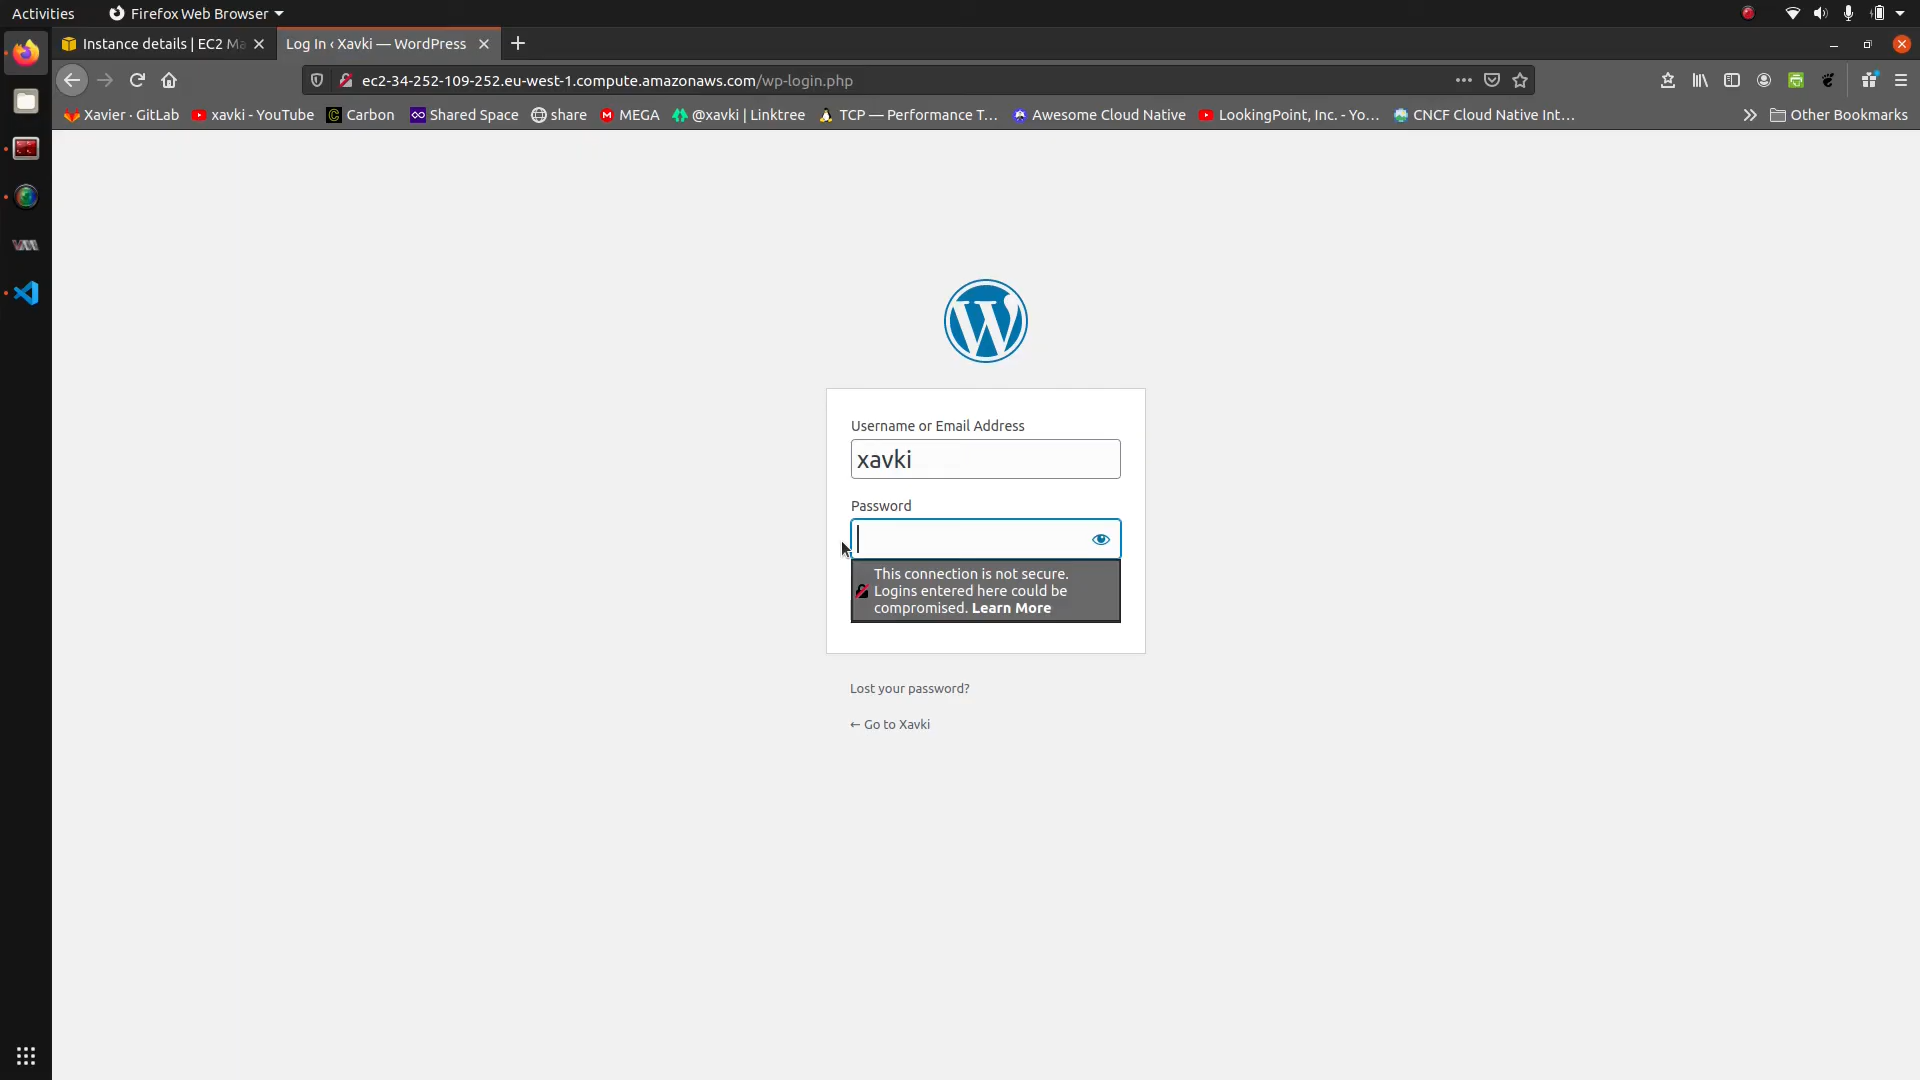 Activities
Firefox Web Browser
Instance details | EC2 Ma
Log In ‹ Xavki — WordPress
ec2-34-252-109-252.eu-west-1.compute.amazonaws.com/wp-login.php
Xavier · GitLab
xavki - YouTube
Carbon
Shared Space
share
MEGA
@xavki | Linktree
TCP — Performance T…
Awesome Cloud Native
LookingPoint, Inc. - Yo…
CNCF Cloud Native Int…
Other Bookmarks
Username or Email Address
xavki
Password
This connection is not secure.
Logins entered here could be
compromised. Learn More
Lost your password?
← Go to Xavki